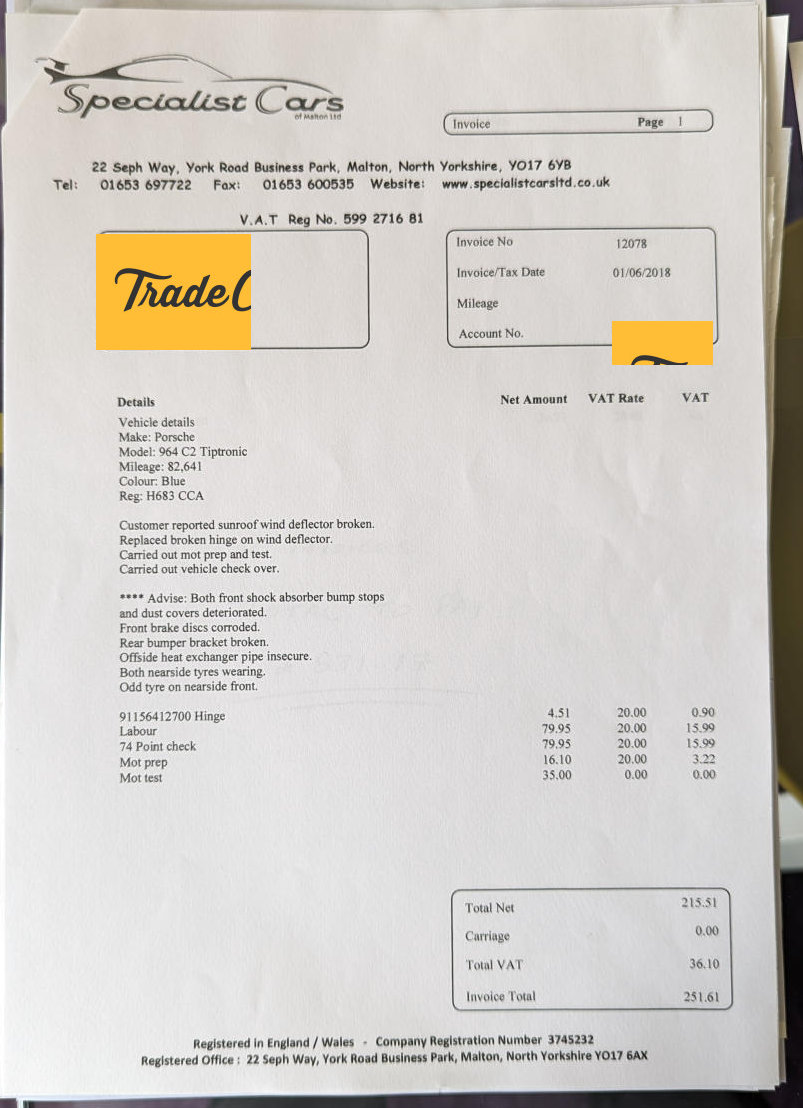 Specialist Cars
of Malton Ltd
Invoice Page 1
22 Seph Way, York Road Business Park, Malton, North Yorkshire, YO17 6YB
Tel: 01653 697722 Fax: 01653 600535 Website: www.specialistcarsltd.co.uk
V.A.T Reg No. 599 2716 81
Trade C
Invoice No 12078
Invoice/Tax Date 01/06/2018
Mileage
Account No.
Details Net Amount VAT Rate VAT
Vehicle details
Make: Porsche
Model: 964 C2 Tiptronic
Mileage: 82,641
Colour: Blue
Reg: H683 CCA
Customer reported sunroof wind deflector broken.
Replaced broken hinge on wind deflector.
Carried out mot prep and test.
Carried out vehicle check over.
**** Advise: Both front shock absorber bump stops
and dust covers deteriorated.
Front brake discs corroded.
Rear bumper bracket broken.
Offside heat exchanger pipe insecure.
Both nearside tyres wearing.
Odd tyre on nearside front.
91156412700 Hinge 4.51 20.00 0.90
Labour 79.95 20.00 15.99
74 Point check 79.95 20.00 15.99
Mot prep 16.10 20.00 3.22
Mot test 35.00 0.00 0.00
Total Net 215.51
Carriage 0.00
Total VAT 36.10
Invoice Total 251.61
Registered in England / Wales - Company Registration Number 3745232
Registered Office : 22 Seph Way, York Road Business Park, Malton, North Yorkshire YO17 6AX